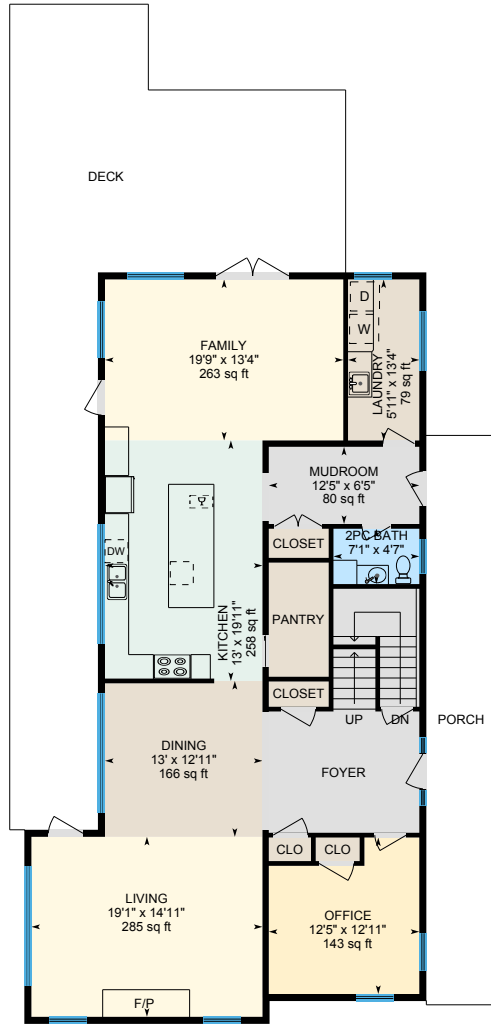 DECK
FAMILY
19'9" x 13'4"
263 sq ft
D
W
LAUNDRY
5'11" x 13'4"
79 sq ft
MUDROOM
12'5" x 6'5"
80 sq ft
CLOSET
2PC BATH
7'1" x 4'7"
DW
KITCHEN
13' x 19'11"
258 sq ft
PANTRY
CLOSET
UP
DN
PORCH
DINING
13' x 12'11"
166 sq ft
FOYER
CLO
CLO
LIVING
19'1" x 14'11"
285 sq ft
OFFICE
12'5" x 12'11"
143 sq ft
F/P